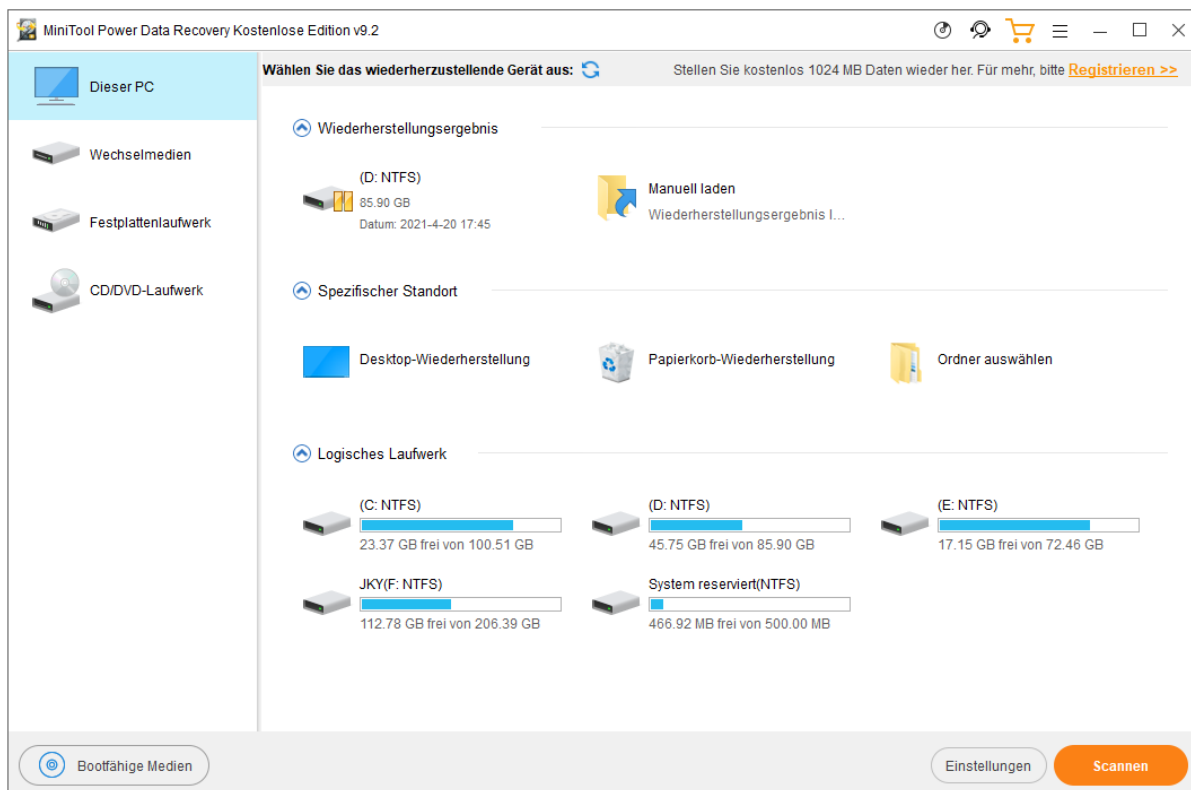 MiniTool Power Data Recovery Kostenlose Edition v9.2
Dieser PC
Wechselmedien
Festplattenlaufwerk
CD/DVD-Laufwerk
Wählen Sie das wiederherzustellende Gerät aus:
Stellen Sie kostenlos 1024 MB Daten wieder her. Für mehr, bitte Registrieren >>
Wiederherstellungsergebnis
(D: NTFS)
85.90 GB
Datum: 2021-4-20 17:45
Manuell laden
Wiederherstellungsergebnis l...
Spezifischer Standort
Desktop-Wiederherstellung
Papierkorb-Wiederherstellung
Ordner auswählen
Logisches Laufwerk
(C: NTFS)
23.37 GB frei von 100.51 GB
(D: NTFS)
45.75 GB frei von 85.90 GB
(E: NTFS)
17.15 GB frei von 72.46 GB
JKY(F: NTFS)
112.78 GB frei von 206.39 GB
System reserviert(NTFS)
466.92 MB frei von 500.00 MB
Bootfähige Medien
Einstellungen
Scannen